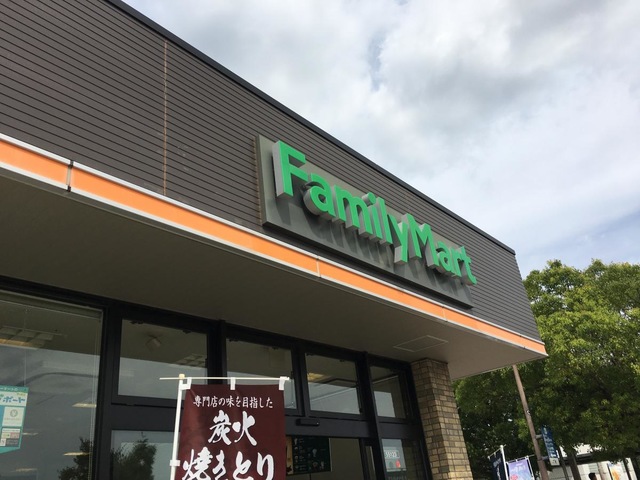 FamilyMart
専門店の味を目指した
炭火
焼きとり